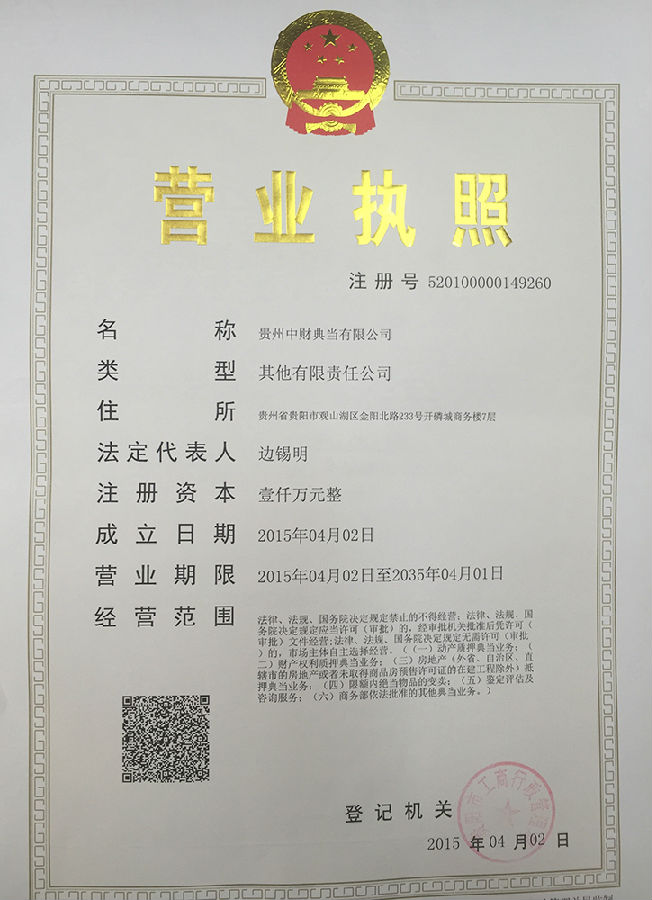 营业执照
注册号 520100000149260
名称 贵州中财典当有限公司
类型 其他有限责任公司
住所 贵州省贵阳市观山湖区金阳北路233号开磷城商务楼7层
法定代表人 边锡明
注册资本 壹仟万元整
成立日期 2015年04月02日
营业期限 2015年04月02日至2035年04月01日
经营范围 法律、法规、国务院决定规定禁止的不得经营；法律、法规、国
务院决定规定应当许可（审批）的，经审批机关批准后凭许可（
审批）文件经营;法律、法规、国务院决定规定无需许可（审批
）的，市场主体自主选择经营。（（一）动产质押典当业务；（
二）财产权利质押典当业务；（三）房地产（外省、自治区、直
辖市的房地产或者未取得商品房预售许可证的在建工程除外）抵
押典当业务；（四）限额内绝当物品的变卖；（五）鉴定评估及
咨询服务；（六）商务部依法批准的其他典当业务。）
市工商行政管理
登记机关
2015 年 04 月 02 日